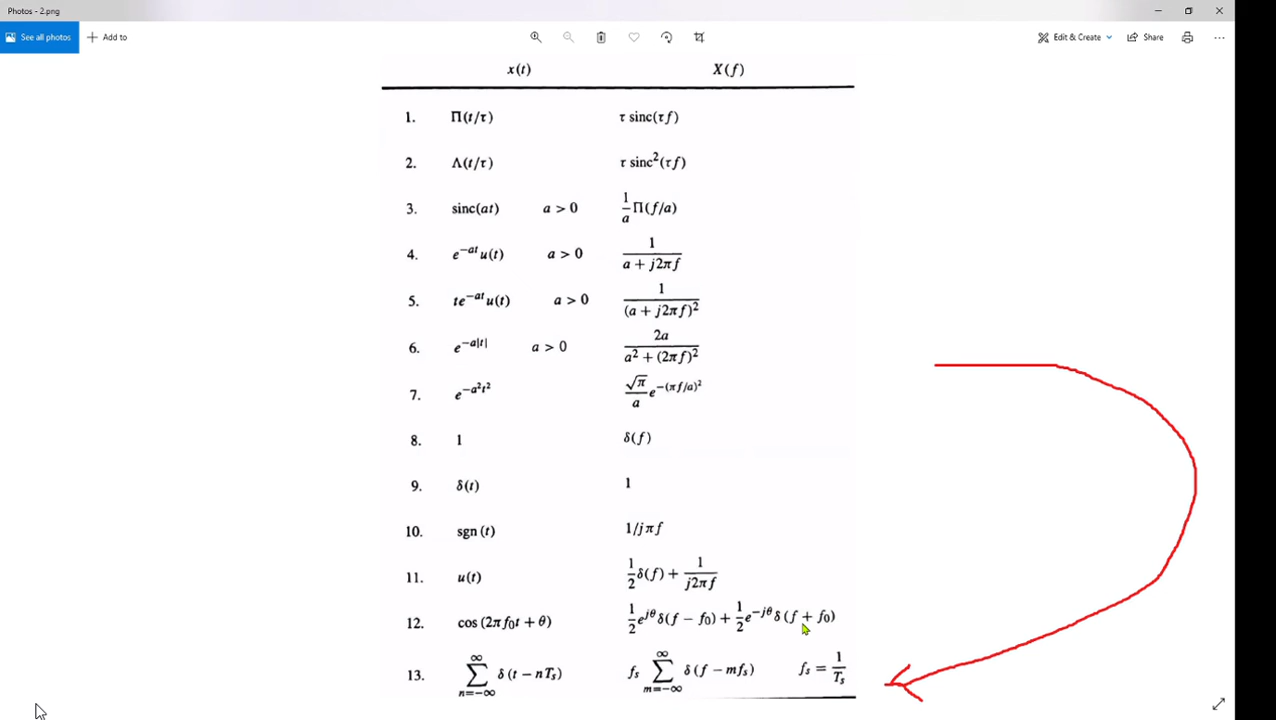 Photos - 2.png
See all photos
Add to
Edit & Create
Share
x(t) X(f)
1. Π(t/τ) τ sinc(τf)
2. Λ(t/τ) τ sinc²(τf)
3. sinc(at) a > 0 1/a Π(f/a)
4. e^{-at} u(t) a > 0 1/(a + j2πf)
5. te^{-at} u(t) a > 0 1/(a + j2πf)²
6. e^{-a|t|} a > 0 2a/(a² + (2πf)²)
7. e^{-a²t²} √π/a e^{-(πf/a)²}
8. 1 δ(f)
9. δ(t) 1
10. sgn (t) 1/jπf
11. u(t) 1/2 δ(f) + 1/(j2πf)
12. cos (2πf₀t + θ) 1/2 e^{jθ} δ(f − f₀) + 1/2 e^{-jθ} δ (f + f₀)
13. ∑_{n=-∞}^{∞} δ (t − nTₛ) fₛ ∑_{m=-∞}^{∞} δ (f − mfₛ) fₛ = 1/Tₛ